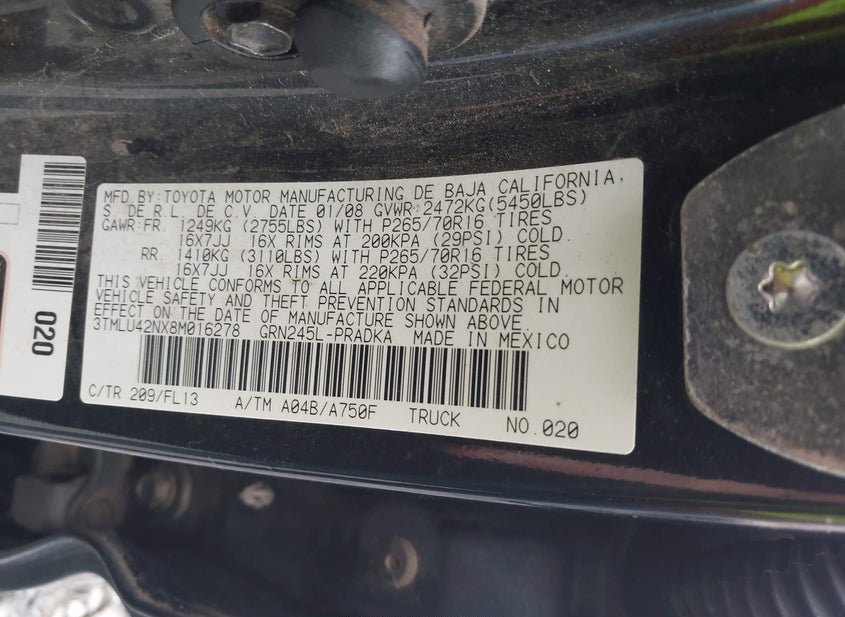 MFD.BY:TOYOTA MOTOR MANUFACTURING DE BAJA CALIFORNIA,
S. DE R.L. DE C.V. DATE 01/08 GVWR:2472KG(5450LBS)
GAWR:FR. 1249KG (2755LBS) WITH P265/70R16 TIRES
16X7JJ 16X RIMS AT 200KPA (29PSI) COLD.
RR. 1410KG (3110LBS) WITH P265/70R16 TIRES
16X7JJ 16X RIMS AT 220KPA (32PSI) COLD.
THIS VEHICLE CONFORMS TO ALL APPLICABLE FEDERAL MOTOR
VEHICLE SAFETY AND THEFT PREVENTION STANDARDS IN
EFFECT ON THE DATE OF MANUFACTURE SHOWN ABOVE.
3TMLU42NX8M016278 GRN245L-PRADKA MADE IN MEXICO
C/TR 209/FL13 A/TM A04B/A750F TRUCK NO.020
020